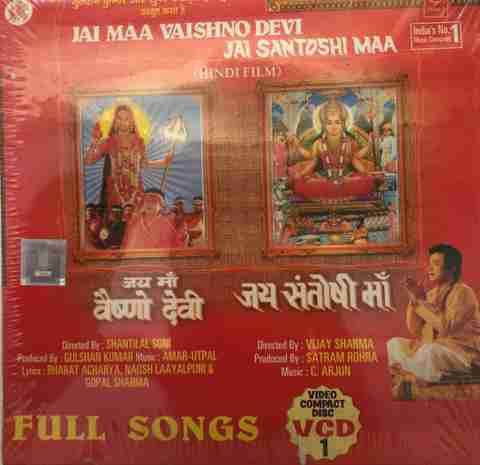 JAI MAA VAISHNO DEVI
JAI SANTOSHI MAA
(HINDI FILM)
India's No. 1
Music Company
जय माँ
वैष्णो देवी
जय संतोषी माँ
Directed By : SHANTILAL SONI
Produced By : GULSHAN KUMAR Music : AMAR-UTPAL
Lyrics : BHARAT ACHARYA, NAQSH LAAYALPURI &
GOPAL SHARMA
Directed By : VIJAY SHARMA
Produced By : SATRAM ROHRA
Music : C. ARJUN
FULL SONGS
VIDEO
COMPACT
DISC
VCD
1